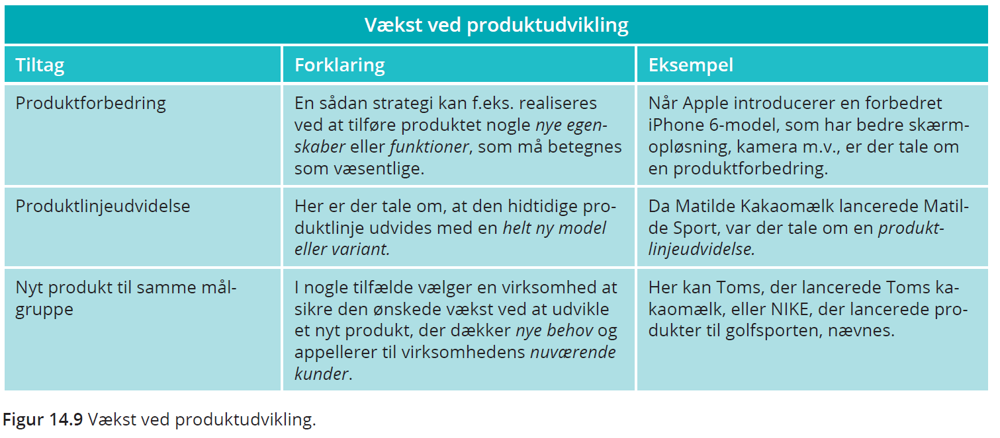 Vækst ved produktudvikling
Tiltag
Forklaring
Eksempel
Produktforbedring
En sådan strategi kan f.eks. realiseres
ved at tilføre produktet nogle nye egen-
skaber eller funktioner, som må betegnes
som væsentlige.
Når Apple introducerer en forbedret
iPhone 6-model, som har bedre skærm-
opløsning, kamera m.v., er der tale om
en produktforbedring.
Produktlinjeudvidelse
Her er der tale om, at den hidtidige pro-
duktlinje udvides med en helt ny model
eller variant.
Da Matilde Kakaomælk lancerede Matil-
de Sport, var der tale om en produkt-
linjeudvidelse.
Nyt produkt til samme mål-
gruppe
I nogle tilfælde vælger en virksomhed at
sikre den ønskede vækst ved at udvikle
et nyt produkt, der dækker nye behov og
appellerer til virksomhedens nuværende
kunder.
Her kan Toms, der lancerede Toms ka-
kaomælk, eller NIKE, der lancerede pro-
dukter til golfsporten, nævnes.
Figur 14.9 Vækst ved produktudvikling.